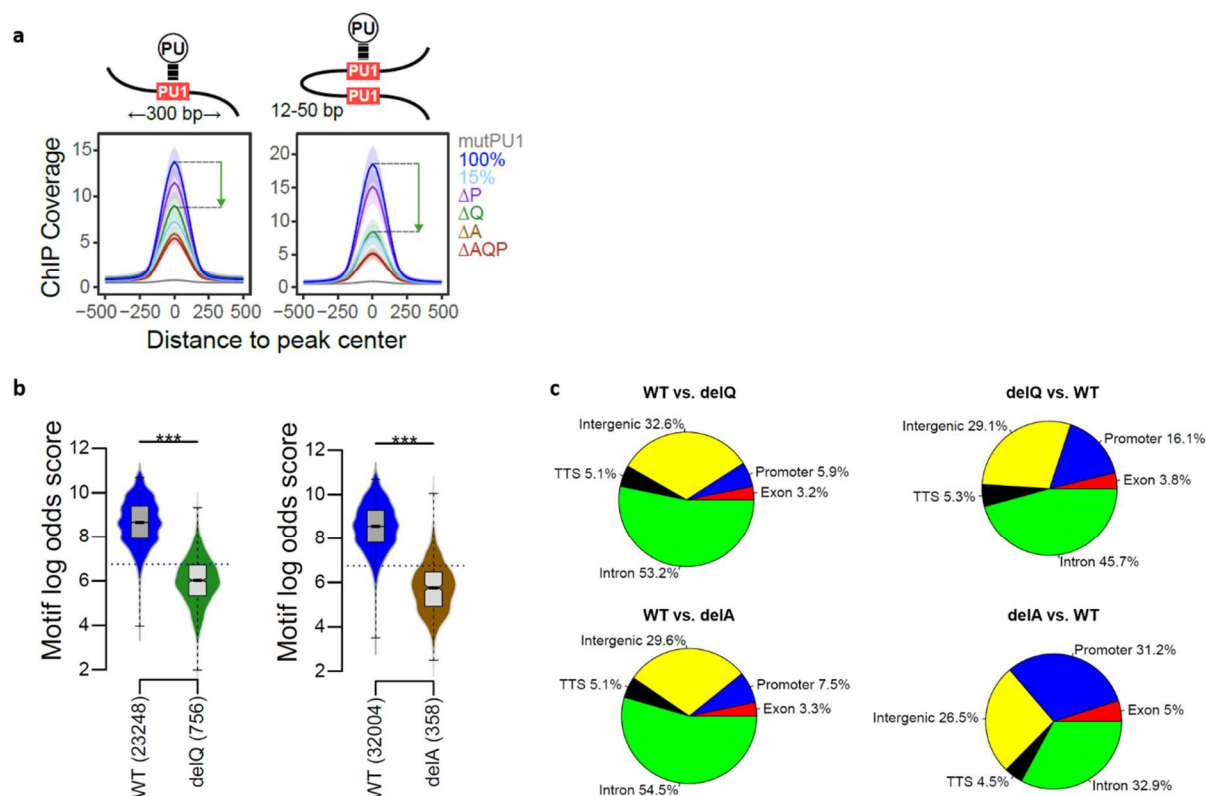 a
PU
PU
PU1
PU1
PU1
←300 bp→
12-50 bp
ChIP Coverage
15
10
5
0
20
15
10
5
0
mutPU1
100%
15%
ΔP
ΔQ
ΔA
ΔAQP
−500 −250 0 250 500
−500 −250 0 250 500
Distance to peak center
b
Motif log odds score
12
10
8
6
4
2
***
WT (23248)
delQ (756)
Motif log odds score
12
10
8
6
4
2
***
WT (32004)
delA (358)
c
WT vs. delQ
Intergenic 32.6%
TTS 5.1%
Promoter 5.9%
Exon 3.2%
Intron 53.2%
delQ vs. WT
Intergenic 29.1%
Promoter 16.1%
TTS 5.3%
Exon 3.8%
Intron 45.7%
WT vs. delA
Intergenic 29.6%
TTS 5.1%
Promoter 7.5%
Exon 3.3%
Intron 54.5%
delA vs. WT
Promoter 31.2%
Intergenic 26.5%
Exon 5%
TTS 4.5%
Intron 32.9%